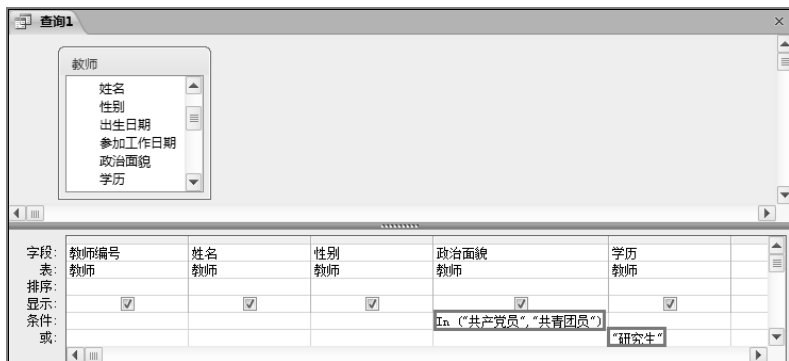 查询1
教师
姓名
性别
出生日期
参加工作日期
政治面貌
学历
字段: 教师编号 姓名 性别 政治面貌 学历
表: 教师 教师 教师 教师 教师
排序:
显示:
条件: In ("共产党员","共青团员")
或: "研究生"